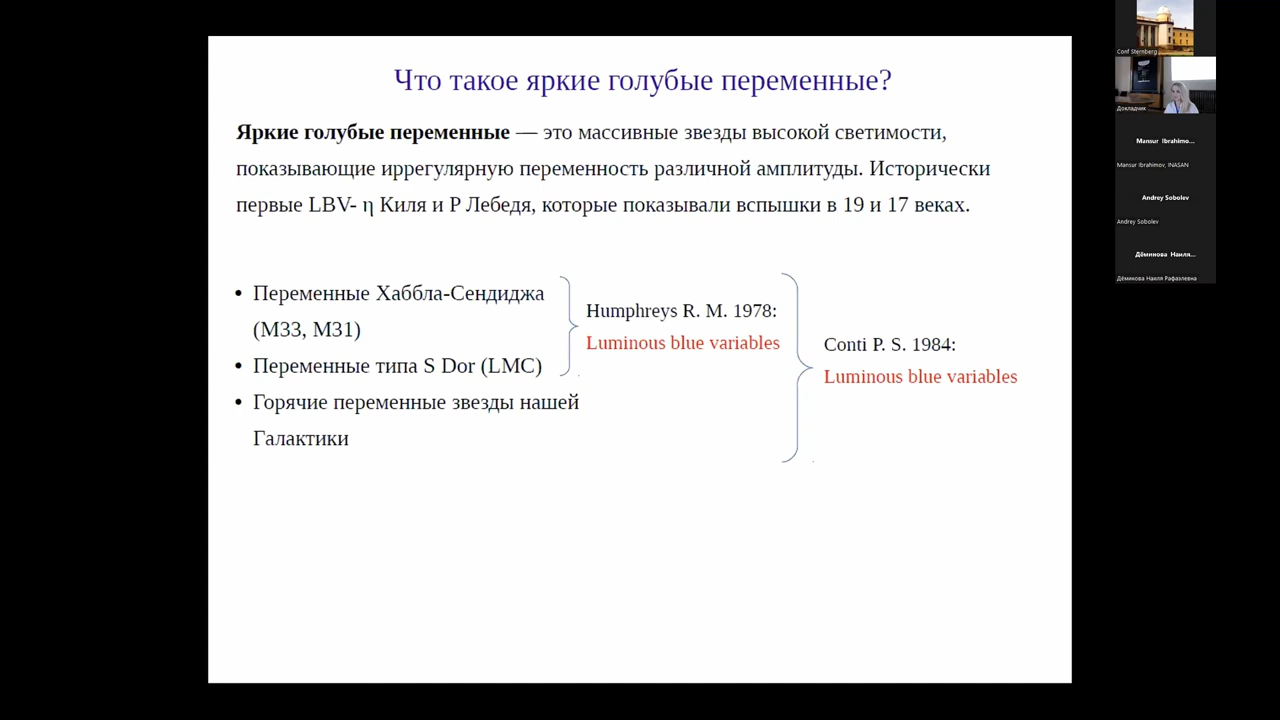 Что такое яркие голубые переменные?
Яркие голубые переменные — это массивные звезды высокой светимости,
показывающие иррегулярную переменность различной амплитуды. Исторически
первые LBV- η Киля и P Лебедя, которые показывали вспышки в 19 и 17 веках.
• Переменные Хаббла-Сендиджа
(M33, M31)
• Переменные типа S Dor (LMC)
• Горячие переменные звезды нашей
Галактики
Humphreys R. M. 1978:
Luminous blue variables
Conti P. S. 1984:
Luminous blue variables
Conf Sternberg
Докладчик
Mansur Ibrahimo...
Mansur Ibrahimov, INASAN
Andrey Sobolev
Andrey Sobolev
Дёминова Наиля...
Дёминова Наиля Рафаэлевна